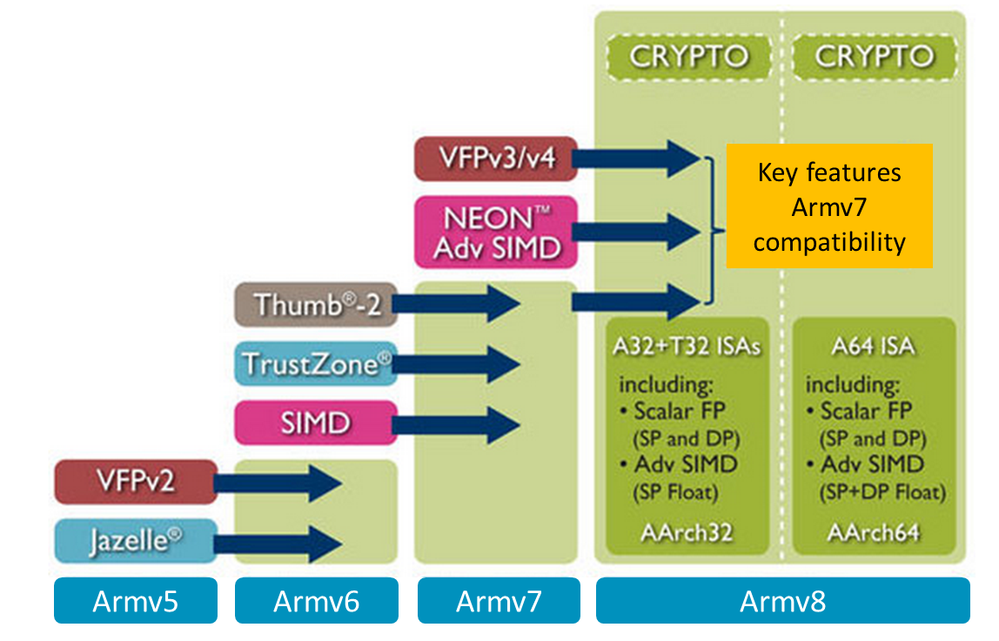 CRYPTO
CRYPTO
VFPv3/v4
NEON™
Adv SIMD
Key features
Armv7
compatibility
Thumb®-2
TrustZone®
SIMD
VFPv2
Jazelle®
A32+T32 ISAs
including:
• Scalar FP
(SP and DP)
• Adv SIMD
(SP Float)
AArch32
A64 ISA
including:
• Scalar FP
(SP and DP)
• Adv SIMD
(SP+DP Float)
AArch64
Armv5
Armv6
Armv7
Armv8